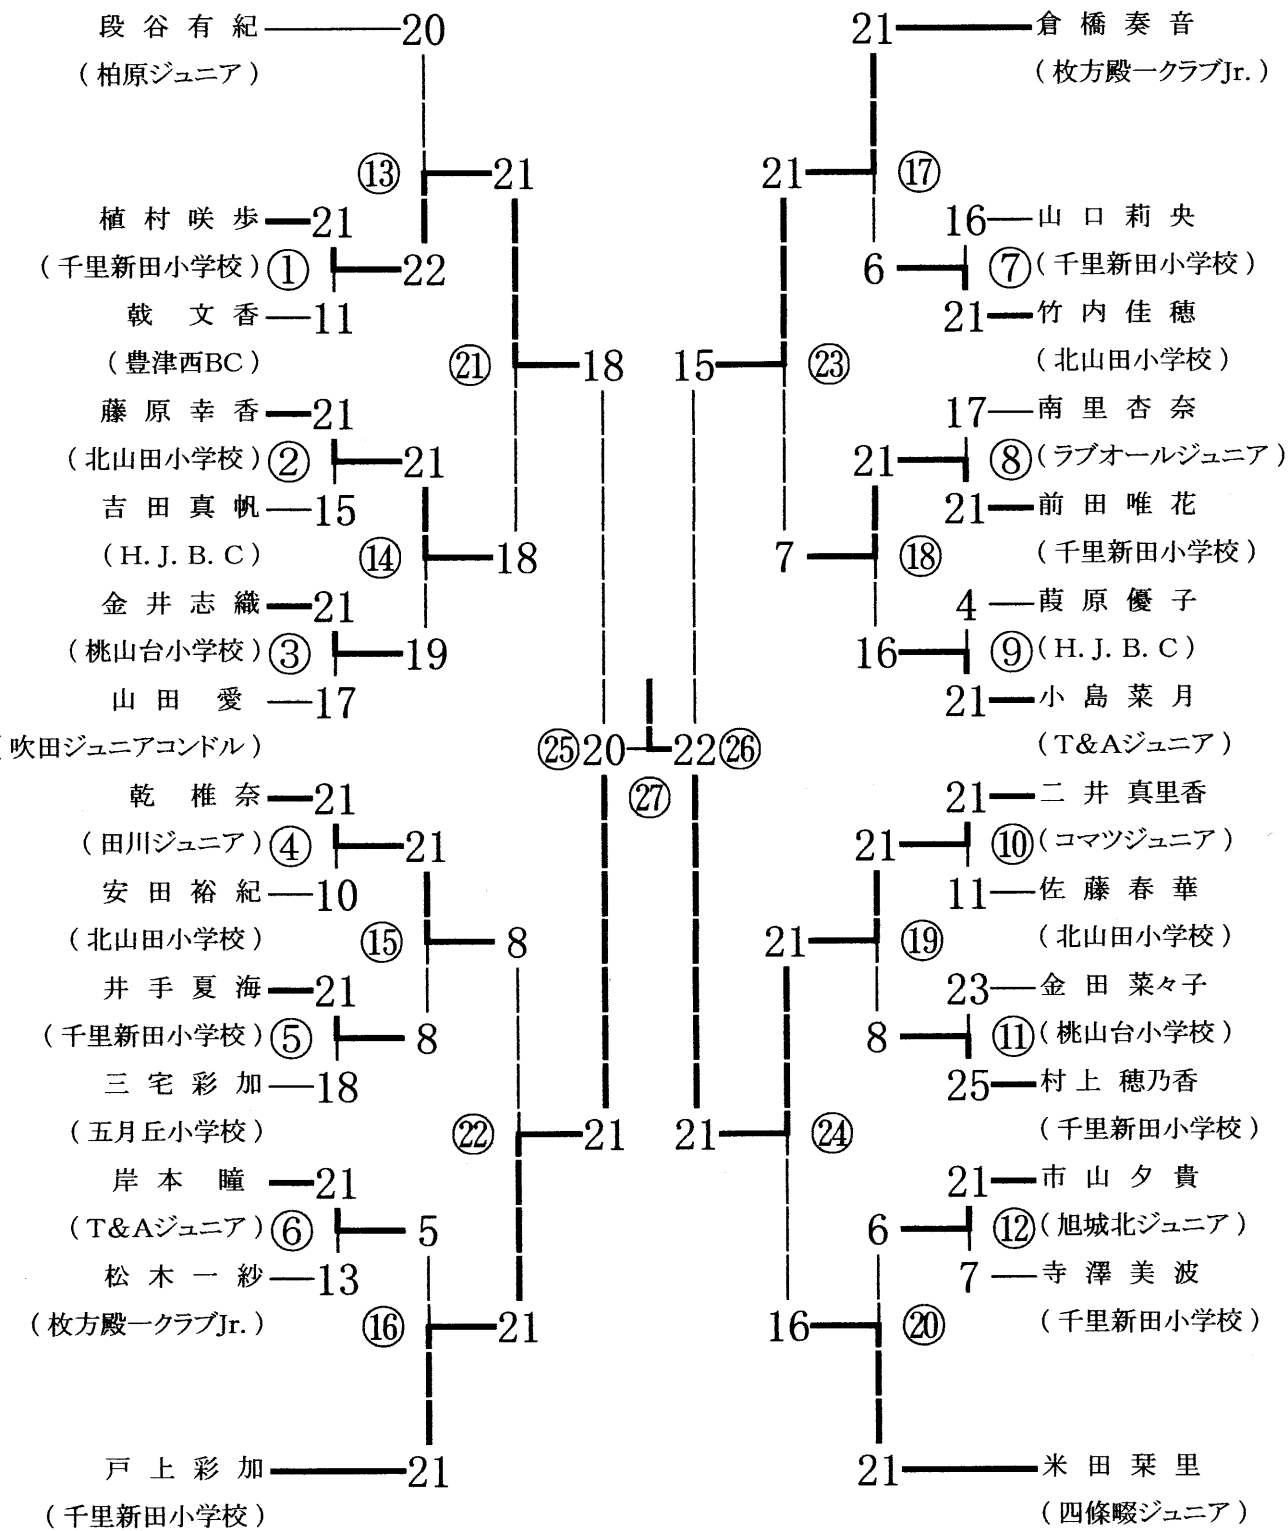 段谷有紀 20
(柏原ジュニア)
⑬ 21
植村咲歩 21
(千里新田小学校) ① 22
戟文香 11
(豊津西BC)
㉑ 18
藤原幸香 21
(北山田小学校) ② 21
吉田真帆 15
(H.J.B.C) ⑭ 18
金井志織 21
(桃山台小学校) ③ 19
山田愛 17
(吹田ジュニアコンドル)
乾椎奈 21
(田川ジュニア) ④ 21
安田裕紀 10
(北山田小学校) ⑮ 8
井手夏海 21
(千里新田小学校) ⑤ 8
三宅彩加 18
(五月丘小学校) ㉒ 21
岸本瞳 21
(T&Aジュニア) ⑥ 5
松木一紗 13
(枚方殿一クラブJr.) ⑯ 21
戸上彩加 21
(千里新田小学校)
㉕ 20 22 ㉖
㉗
21 倉橋奏音
(枚方殿一クラブJr.)
21 ⑰
16 山口莉央
6 ⑦ (千里新田小学校)
21 竹内佳穂
15 ㉓ (北山田小学校)
17 南里杏奈
21 ⑧ (ラブオールジュニア)
21 前田唯花
7 ⑱ (千里新田小学校)
4 葭原優子
16 ⑨ (H.J.B.C)
21 小島菜月
(T&Aジュニア)
21 二井真里香
21 ⑩ (コマツジュニア)
11 佐藤春華
21 ⑲ (北山田小学校)
23 金田菜々子
8 ⑪ (桃山台小学校)
25 村上穂乃香
21 ㉔ (千里新田小学校)
21 市山夕貴
6 ⑫ (旭城北ジュニア)
7 寺澤美波
16 ⑳ (千里新田小学校)
21 米田栞里
(四條畷ジュニア)